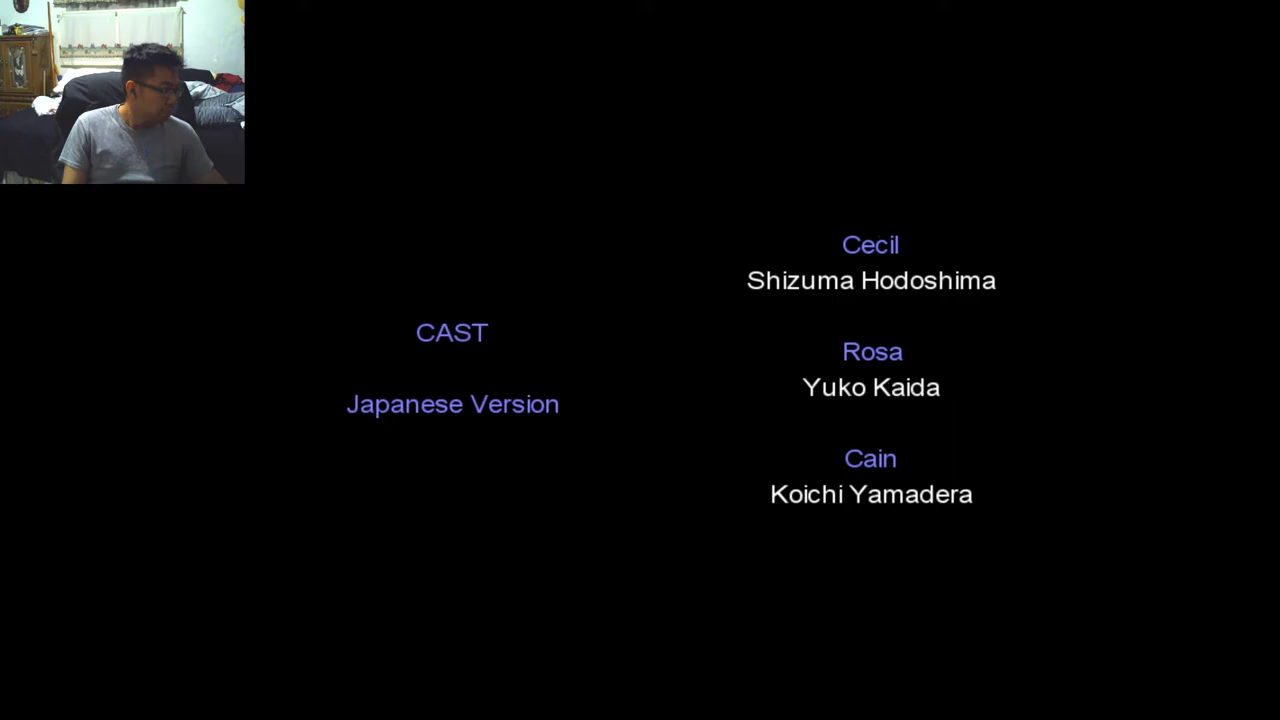 CAST
Japanese Version
Cecil
Shizuma Hodoshima
Rosa
Yuko Kaida
Cain
Koichi Yamadera